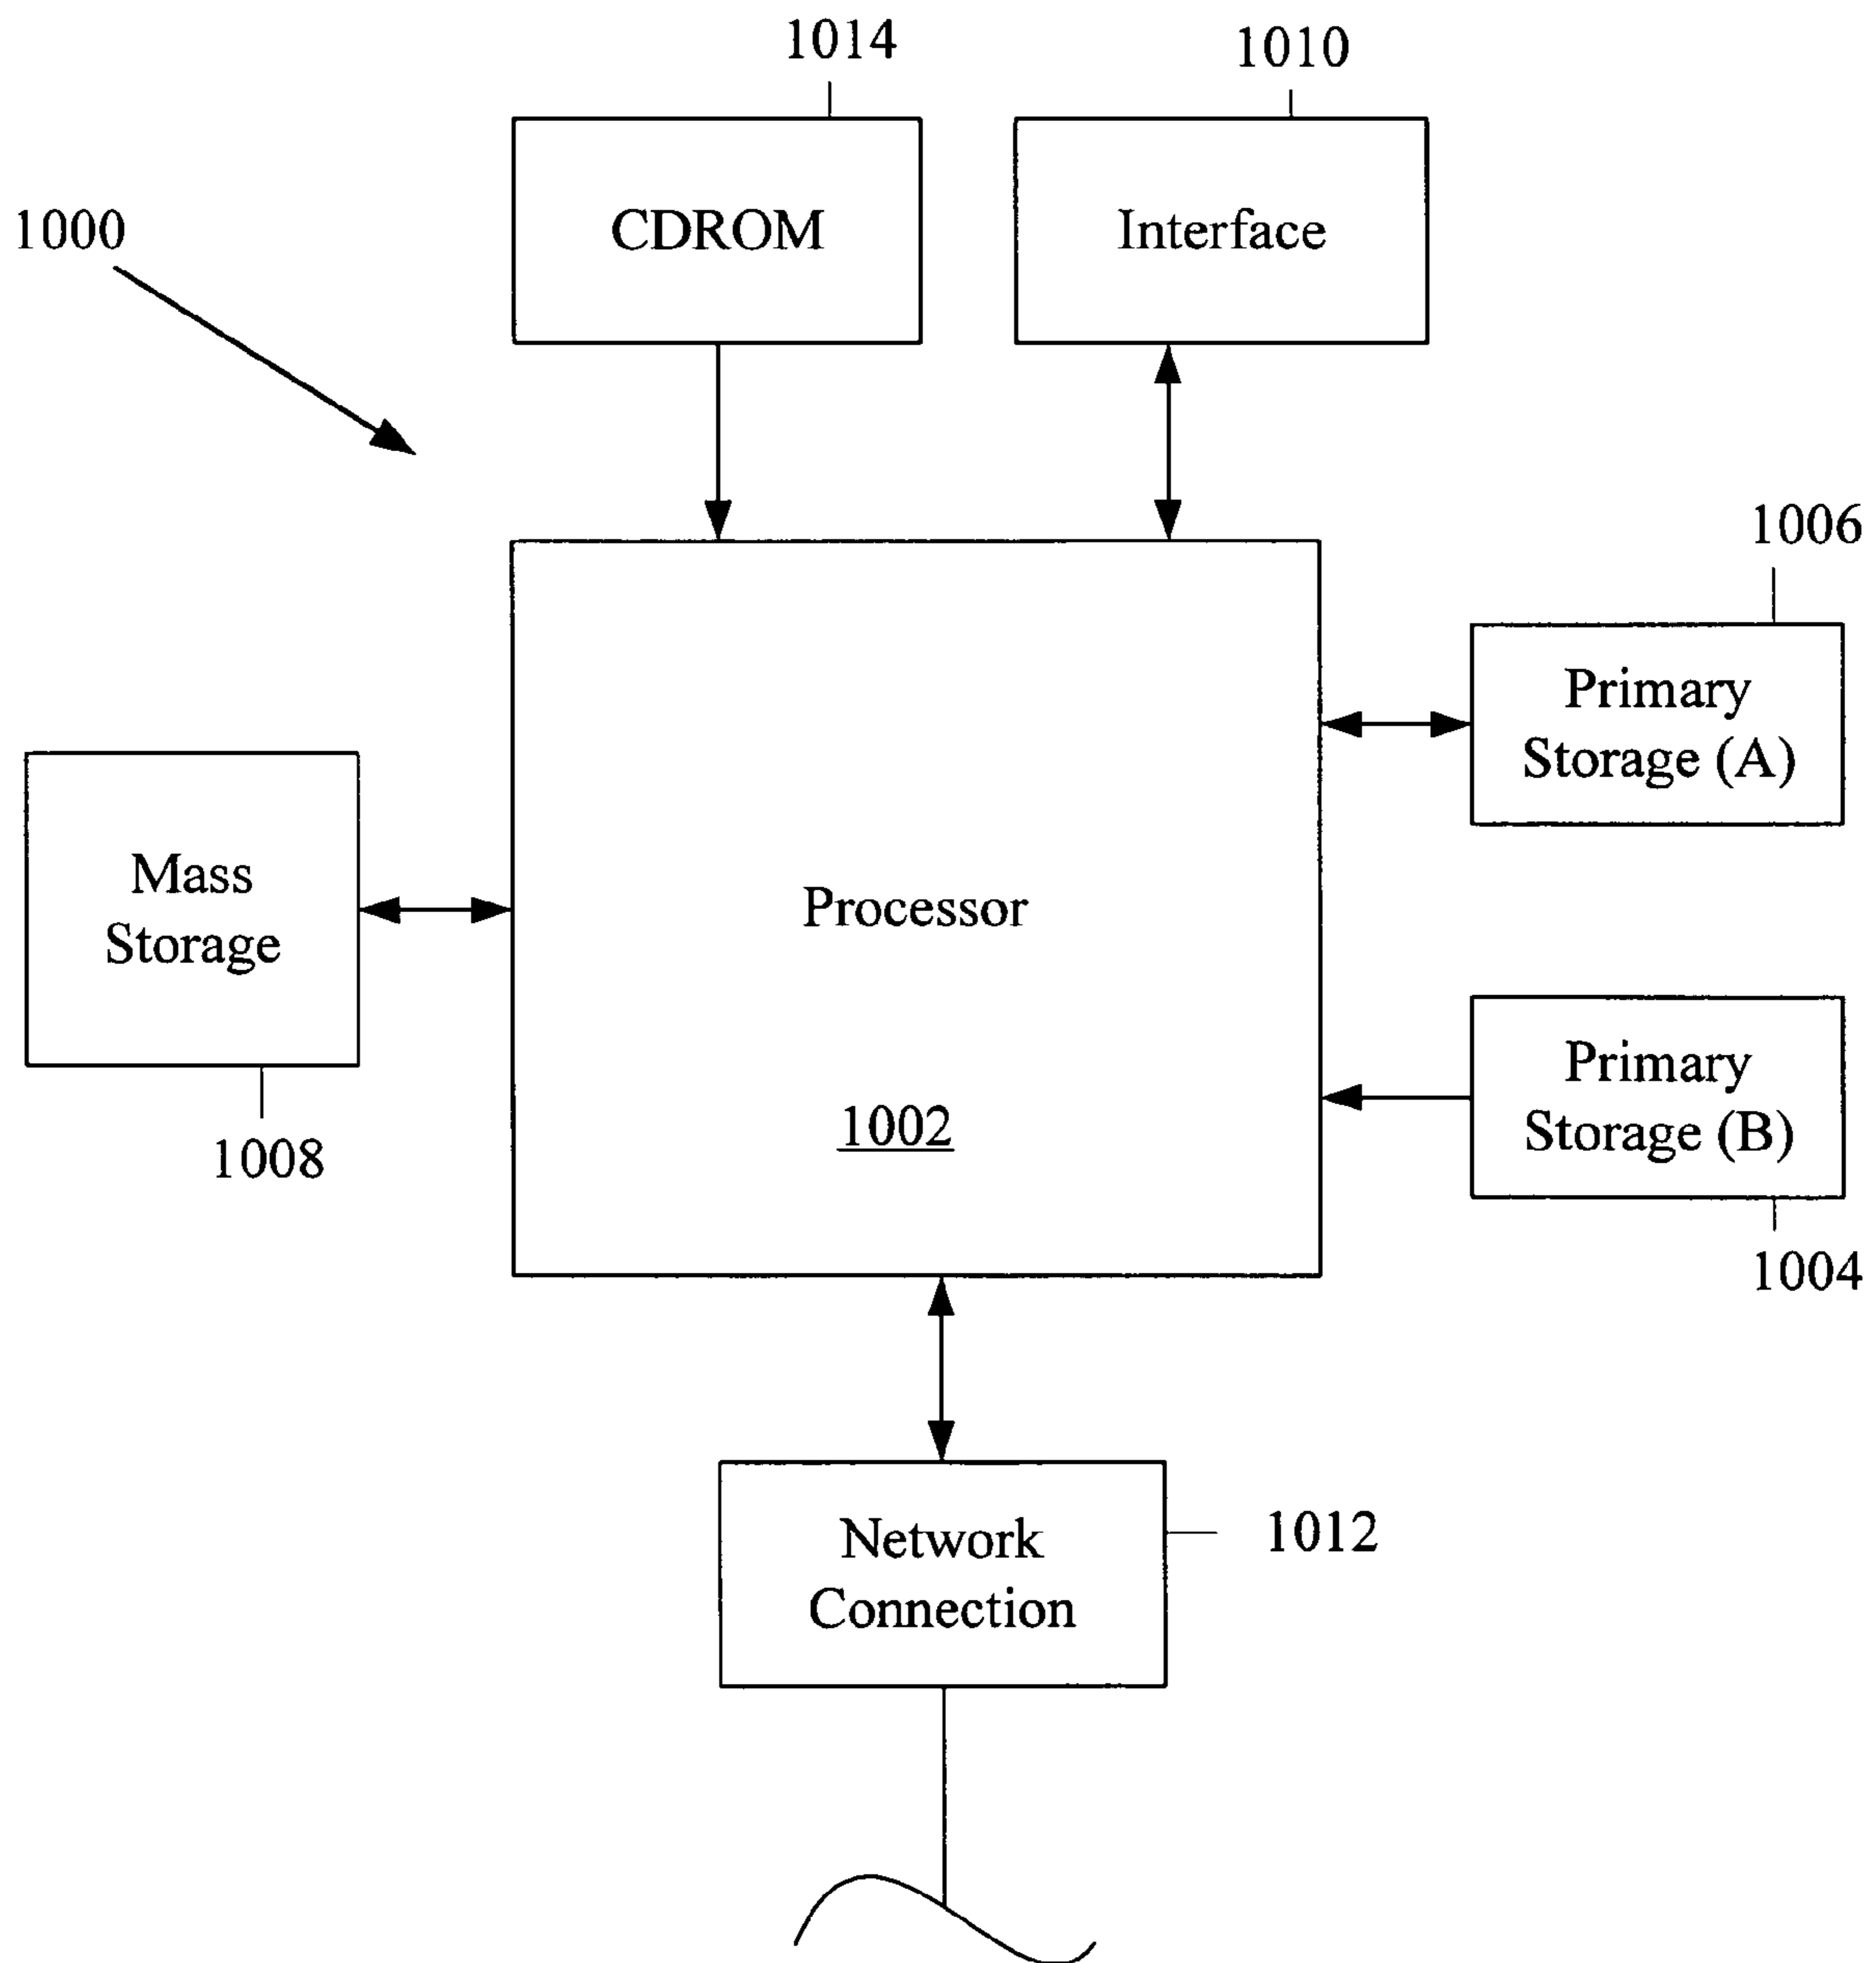 1014
1010
1000
CDROM
Interface
1006
Primary
Storage (A)
Mass
Storage
Processor
Primary
Storage (B)
1002
1008
1004
Network
Connection
1012